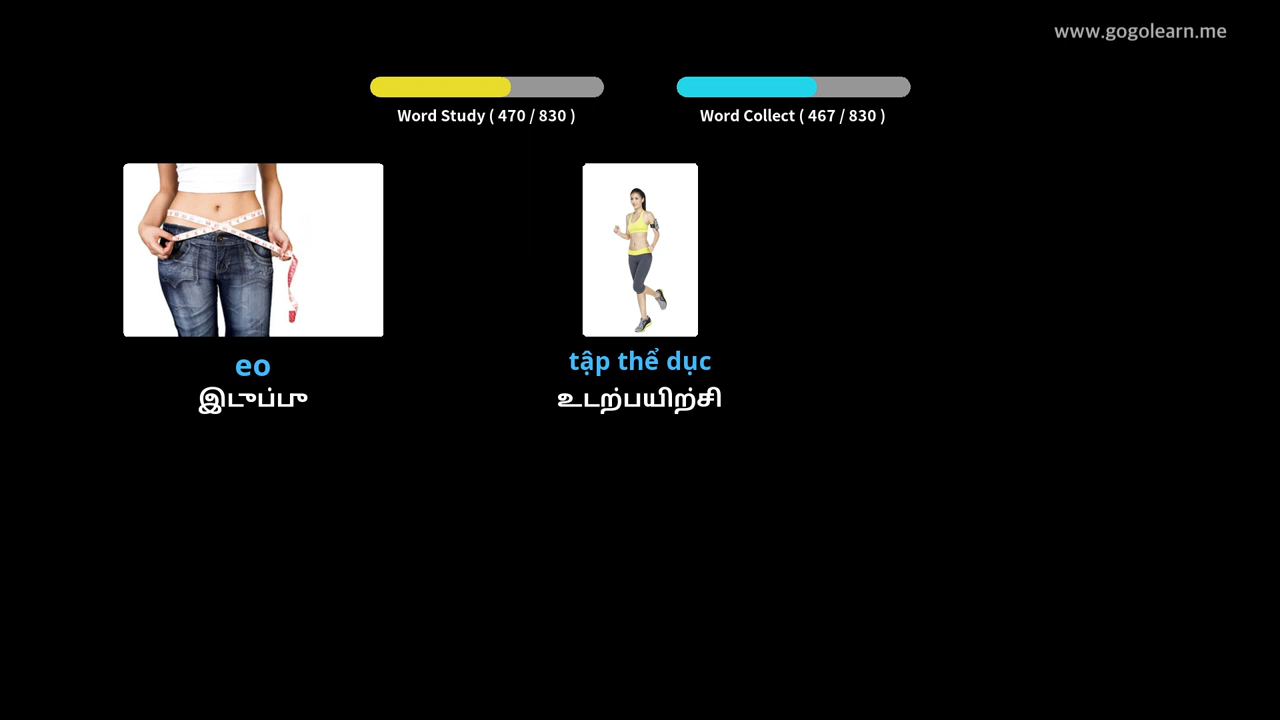 www.gogolearn.me
Word Study ( 470 / 830 )
Word Collect ( 467 / 830 )
eo
tập thể dục
இடுப்பு
உடற்பயிற்சி